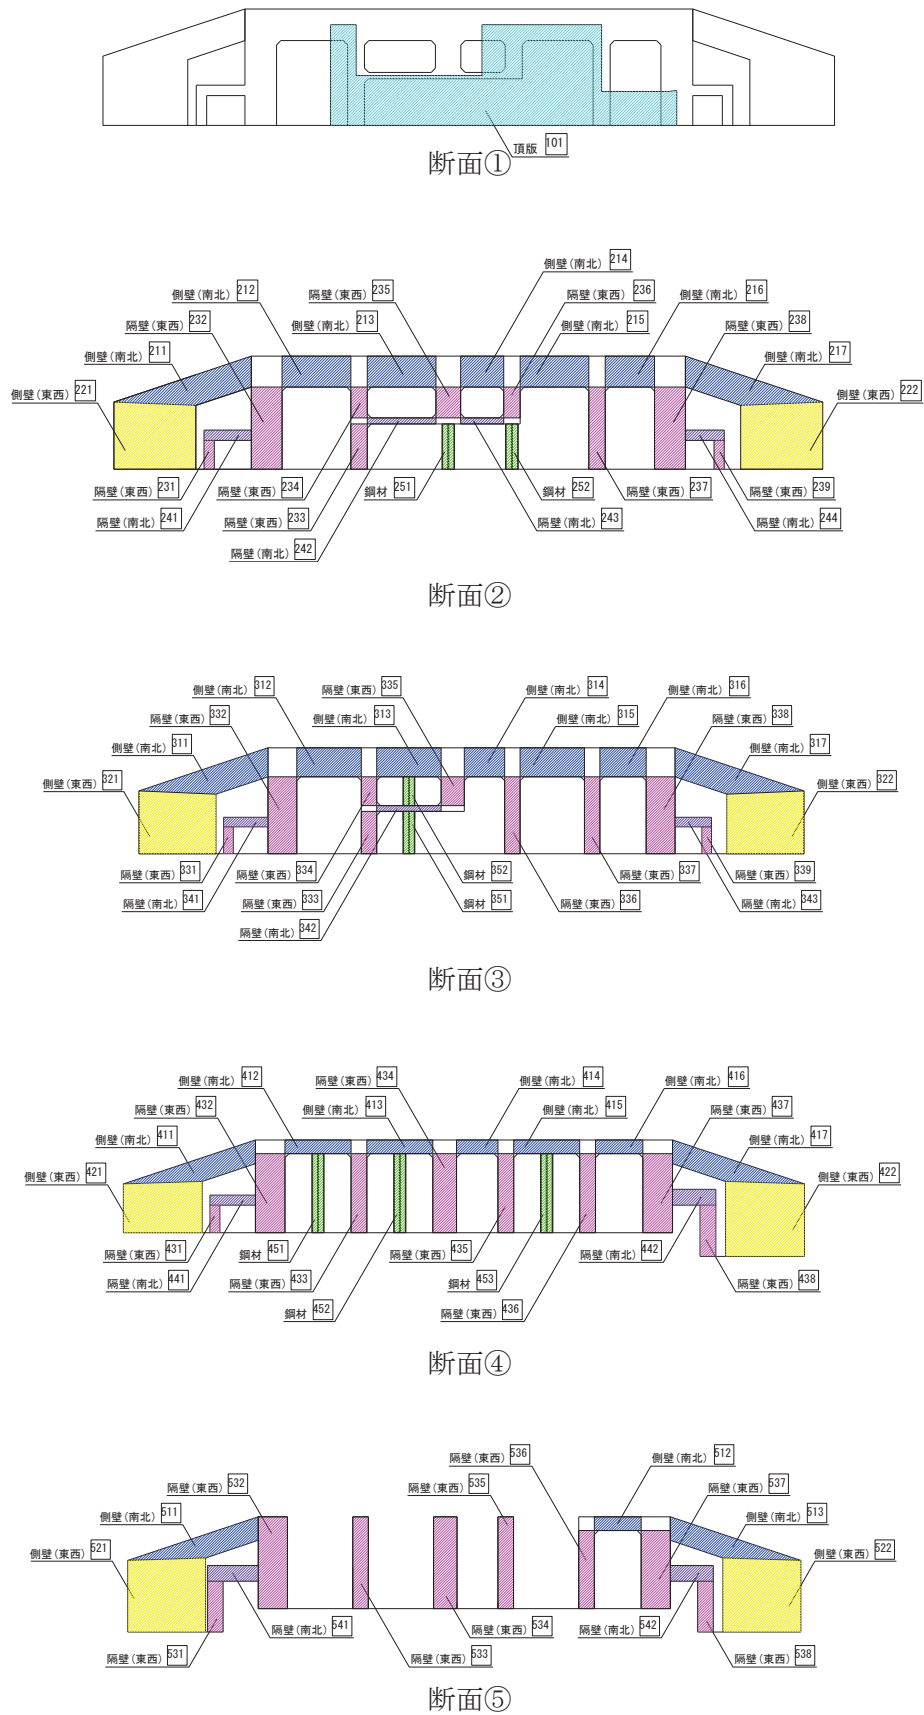 頂版 101
断面①
側壁(南北) 214
側壁(南北) 212
隔壁(東西) 235
隔壁(東西) 236
側壁(南北) 216
隔壁(東西) 232
側壁(南北) 213
側壁(南北) 215
隔壁(東西) 238
側壁(南北) 211
側壁(南北) 217
側壁(東西) 221
側壁(東西) 222
隔壁(東西) 231
隔壁(東西) 234
鋼材 251
鋼材 252
隔壁(東西) 237
隔壁(東西) 239
隔壁(南北) 241
隔壁(東西) 233
隔壁(南北) 243
隔壁(南北) 244
隔壁(南北) 242
断面②
側壁(南北) 312
隔壁(東西) 335
側壁(南北) 314
側壁(南北) 316
隔壁(東西) 332
側壁(南北) 313
側壁(南北) 315
隔壁(東西) 338
側壁(南北) 311
側壁(南北) 317
側壁(東西) 321
側壁(東西) 322
隔壁(東西) 331
隔壁(東西) 334
鋼材 352
隔壁(東西) 337
隔壁(東西) 339
隔壁(南北) 341
隔壁(東西) 333
鋼材 351
隔壁(東西) 336
隔壁(南北) 343
隔壁(南北) 342
断面③
側壁(南北) 412
隔壁(東西) 434
側壁(南北) 414
側壁(南北) 416
隔壁(東西) 432
側壁(南北) 413
側壁(南北) 415
隔壁(東西) 437
側壁(南北) 411
側壁(南北) 417
側壁(東西) 421
側壁(東西) 422
隔壁(東西) 431
鋼材 451
隔壁(東西) 435
隔壁(南北) 442
隔壁(南北) 441
隔壁(東西) 433
鋼材 453
隔壁(東西) 438
鋼材 452
隔壁(東西) 436
断面④
隔壁(東西) 536
側壁(南北) 512
隔壁(東西) 532
隔壁(東西) 535
隔壁(東西) 537
側壁(南北) 511
側壁(南北) 513
側壁(東西) 521
側壁(東西) 522
隔壁(南北) 541
隔壁(東西) 534
隔壁(南北) 542
隔壁(東西) 531
隔壁(東西) 533
隔壁(東西) 538
断面⑤